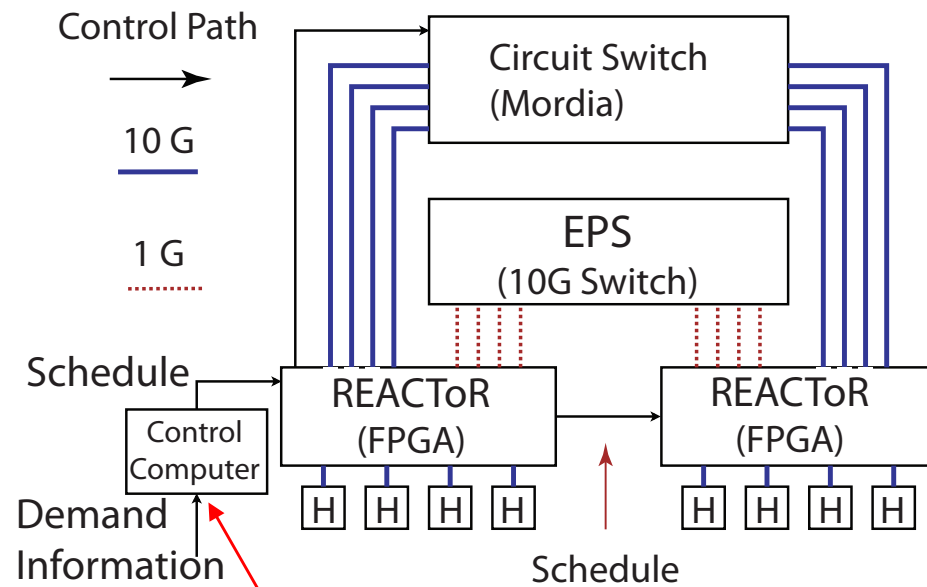 Control Path
10 G
1 G
Circuit Switch
(Mordia)
EPS
(10G Switch)
Schedule
Control
Computer
Demand
Information
REACToR
(FPGA)
REACToR
(FPGA)
H H H H
H H H H
Schedule